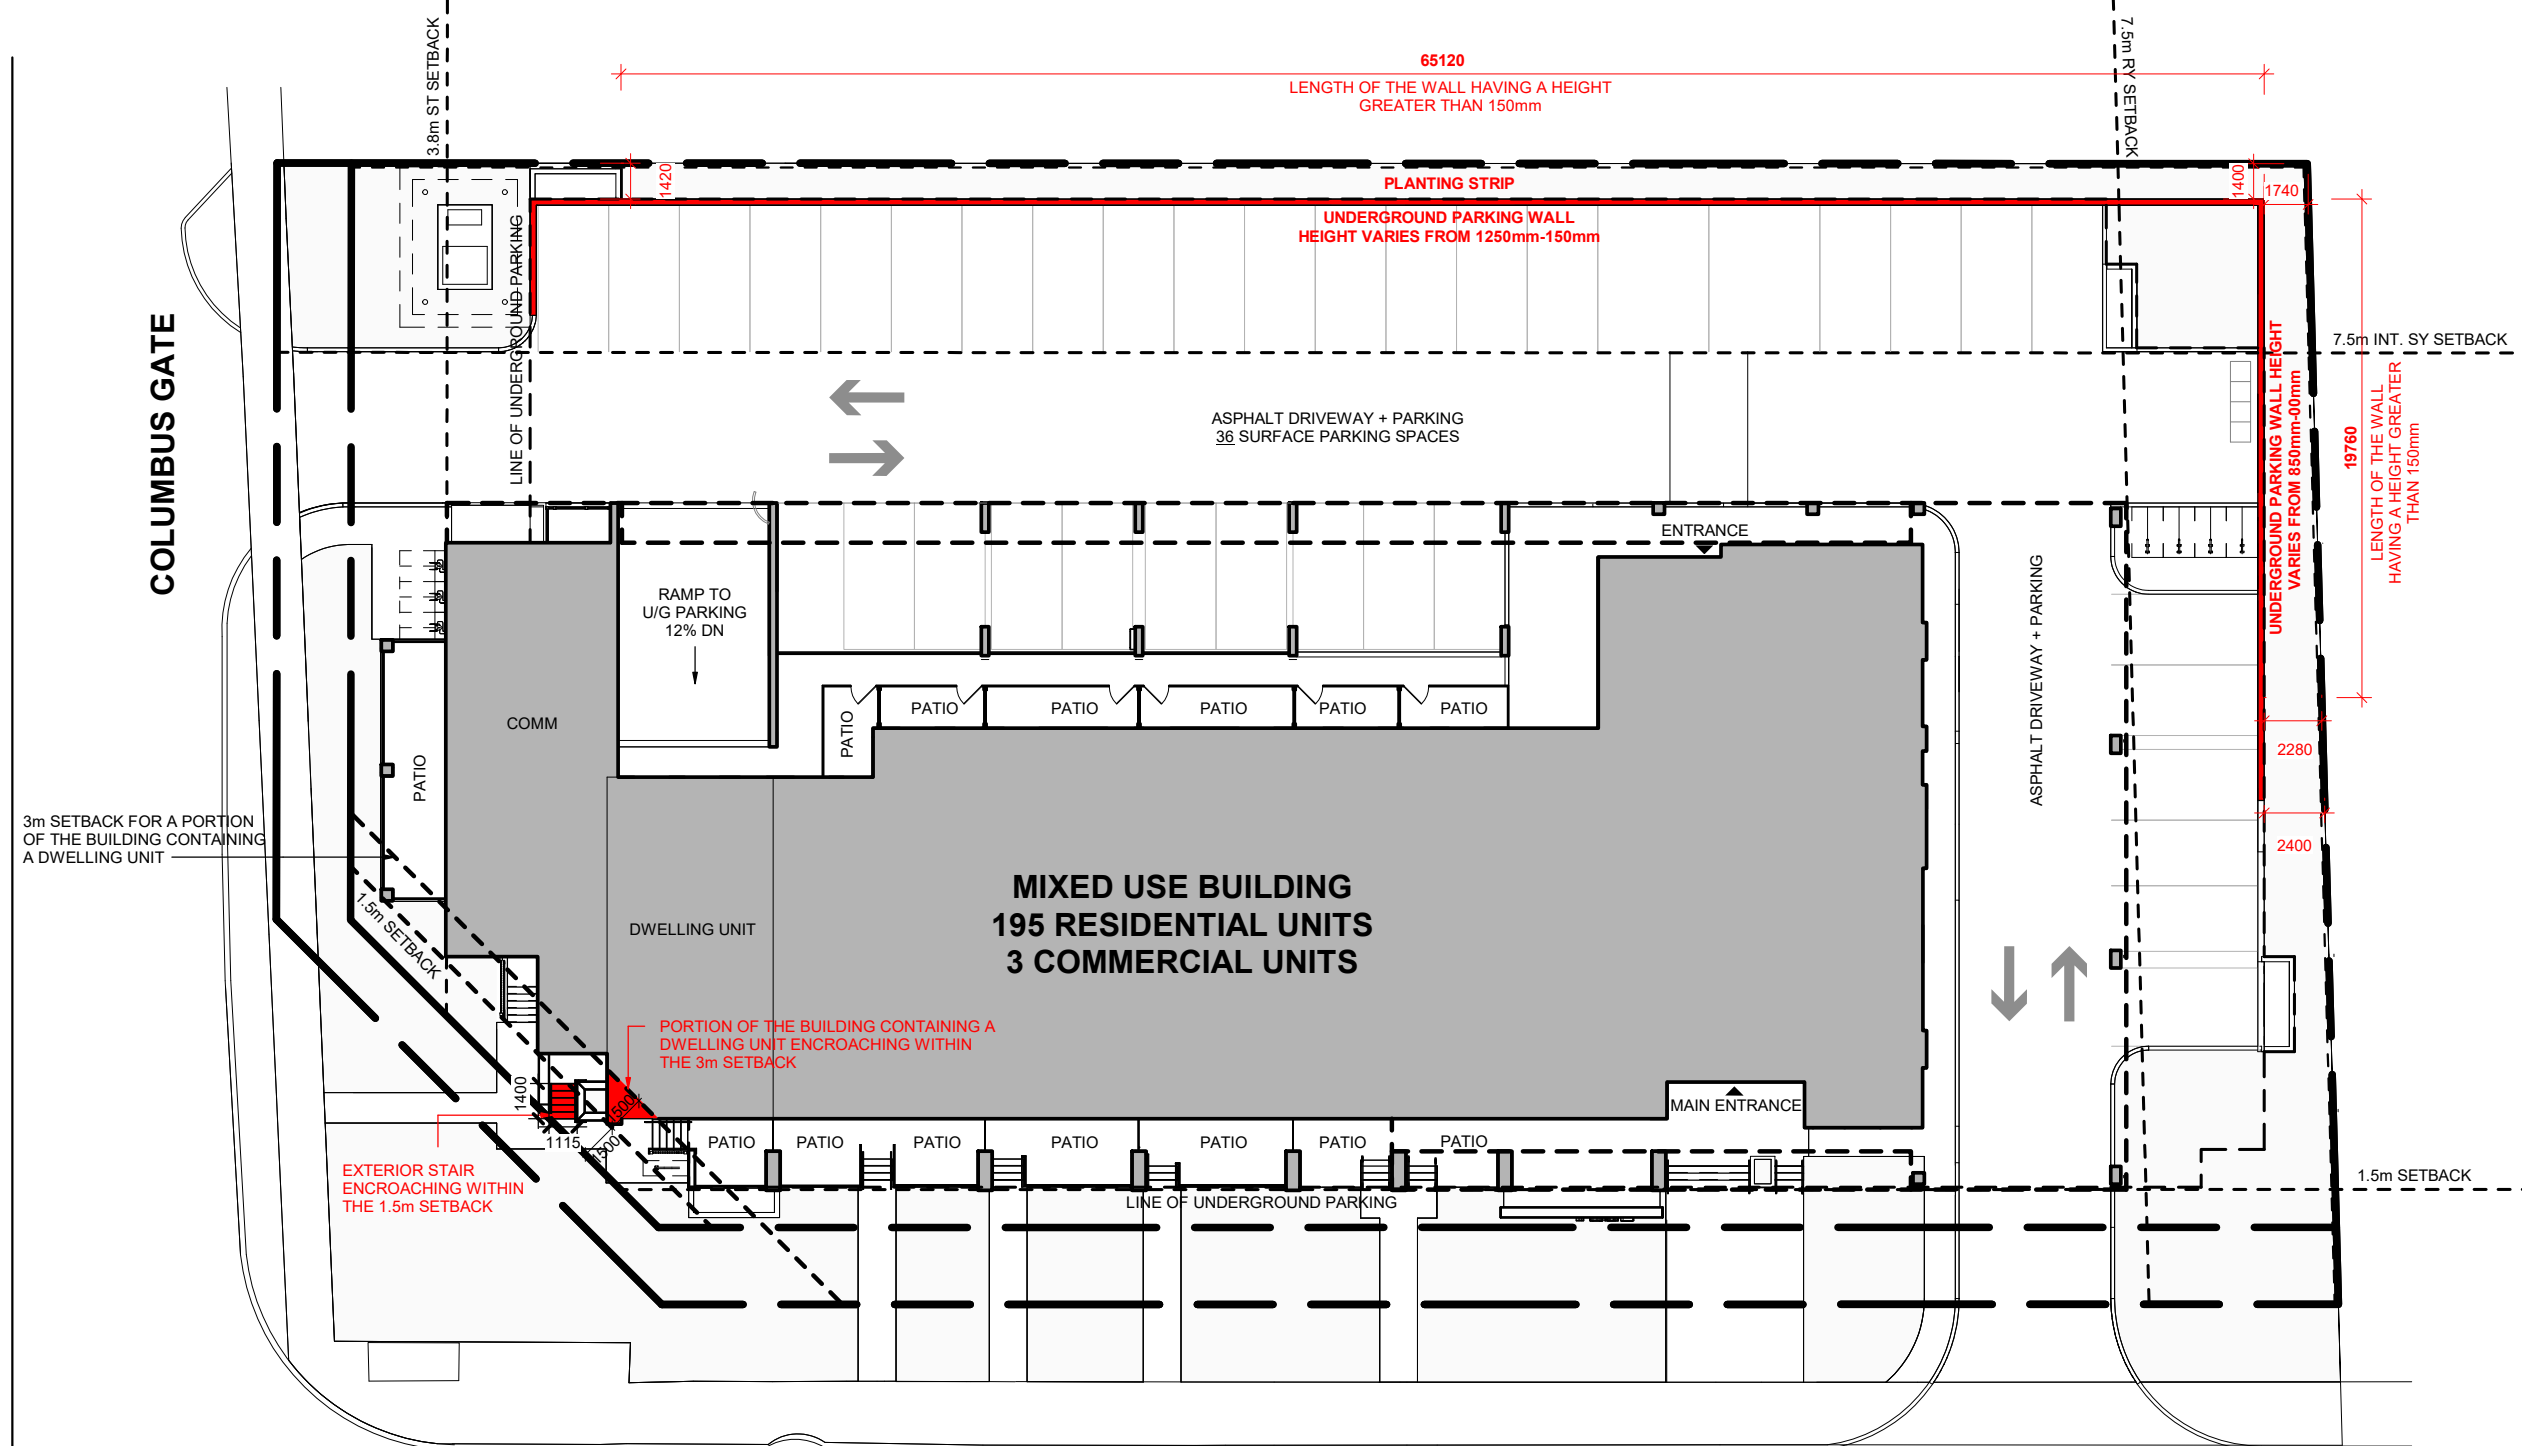 3.8m ST SETBACK
7.5m RY SETBACK
65120
LENGTH OF THE WALL HAVING A HEIGHT
GREATER THAN 150mm
1420
PLANTING STRIP
1400
1740
UNDERGROUND PARKING WALL
HEIGHT VARIES FROM 1250mm-150mm
LINE OF UNDERGROUND PARKING
COLUMBUS GATE
7.5m INT. SY SETBACK
UNDERGROUND PARKING WALL HEIGHT
VARIES FROM 850mm-00mm
19760
LENGTH OF THE WALL
HAVING A HEIGHT GREATER
THAN 150mm
ASPHALT DRIVEWAY + PARKING
36 SURFACE PARKING SPACES
ENTRANCE
RAMP TO
U/G PARKING
12% DN
ASPHALT DRIVEWAY + PARKING
COMM
PATIO
PATIO
PATIO
PATIO
PATIO
PATIO
PATIO
PATIO
2280
2400
3m SETBACK FOR A PORTION
OF THE BUILDING CONTAINING
A DWELLING UNIT
1.5m SETBACK
DWELLING UNIT
MIXED USE BUILDING
195 RESIDENTIAL UNITS
3 COMMERCIAL UNITS
PORTION OF THE BUILDING CONTAINING A
DWELLING UNIT ENCROACHING WITHIN
THE 3m SETBACK
1400
1500
1115
1500
MAIN ENTRANCE
PATIO
PATIO
PATIO
PATIO
PATIO
PATIO
PATIO
EXTERIOR STAIR
ENCROACHING WITHIN
THE 1.5m SETBACK
LINE OF UNDERGROUND PARKING
1.5m SETBACK